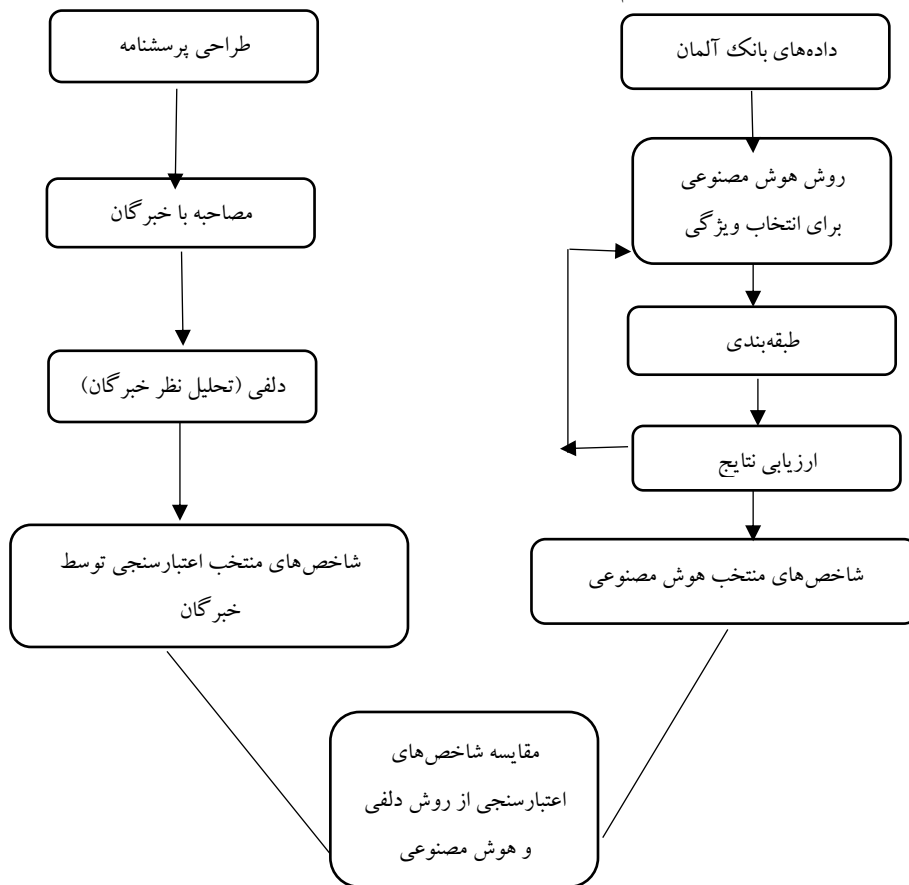 داده‌های بانک آلمان
روش هوش مصنوعی
برای انتخاب ویژگی
طبقه‌بندی
ارزیابی نتایج
شاخص‌های منتخب هوش مصنوعی
طراحی پرسشنامه
مصاحبه با خبرگان
دلفی (تحلیل نظر خبرگان)
شاخص‌های منتخب اعتبارسنجی توسط
خبرگان
مقایسه شاخص‌های
اعتبارسنجی از روش دلفی
و هوش مصنوعی